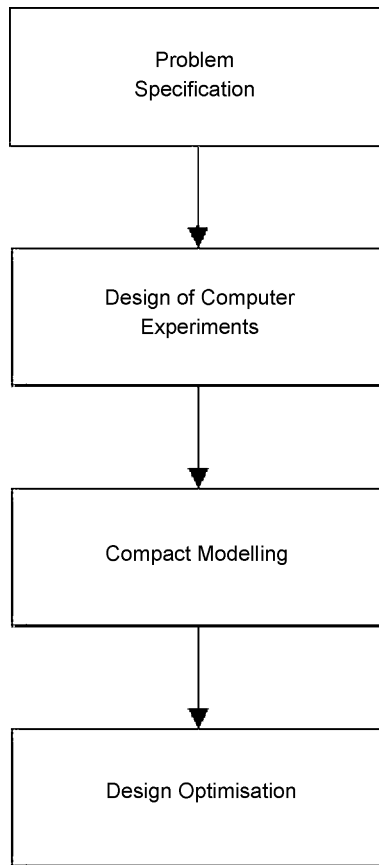 Problem
Specification
Design of Computer
Experiments
Compact Modelling
Design Optimisation